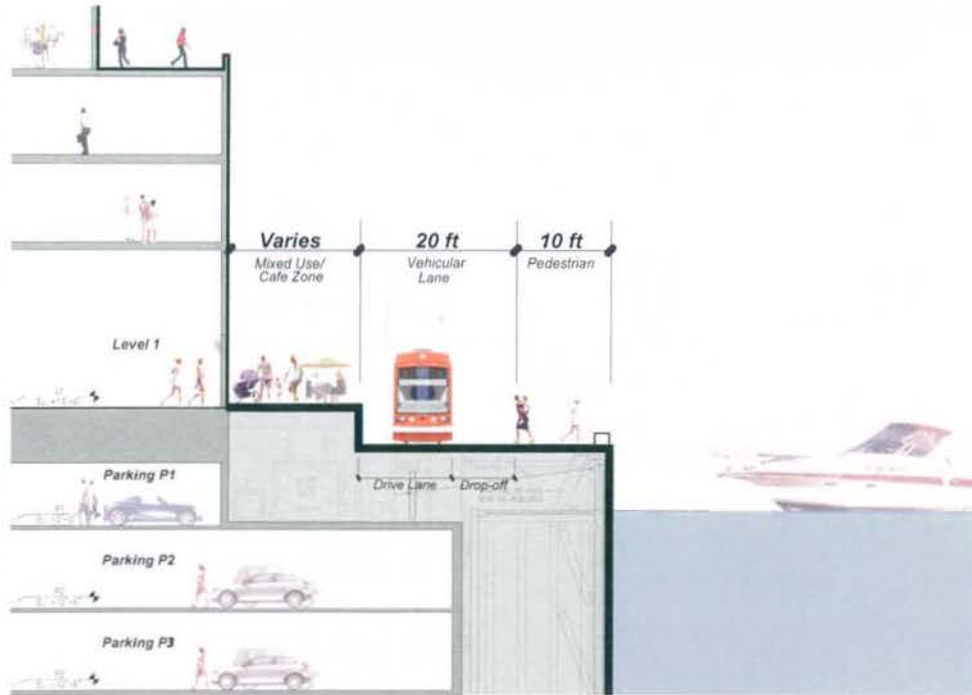 Varies
Mixed Use/
Cafe Zone
20 ft
Vehicular
Lane
10 ft
Pedestrian
Level 1
Parking P1
Drive Lane
Drop-off
Parking P2
Parking P3